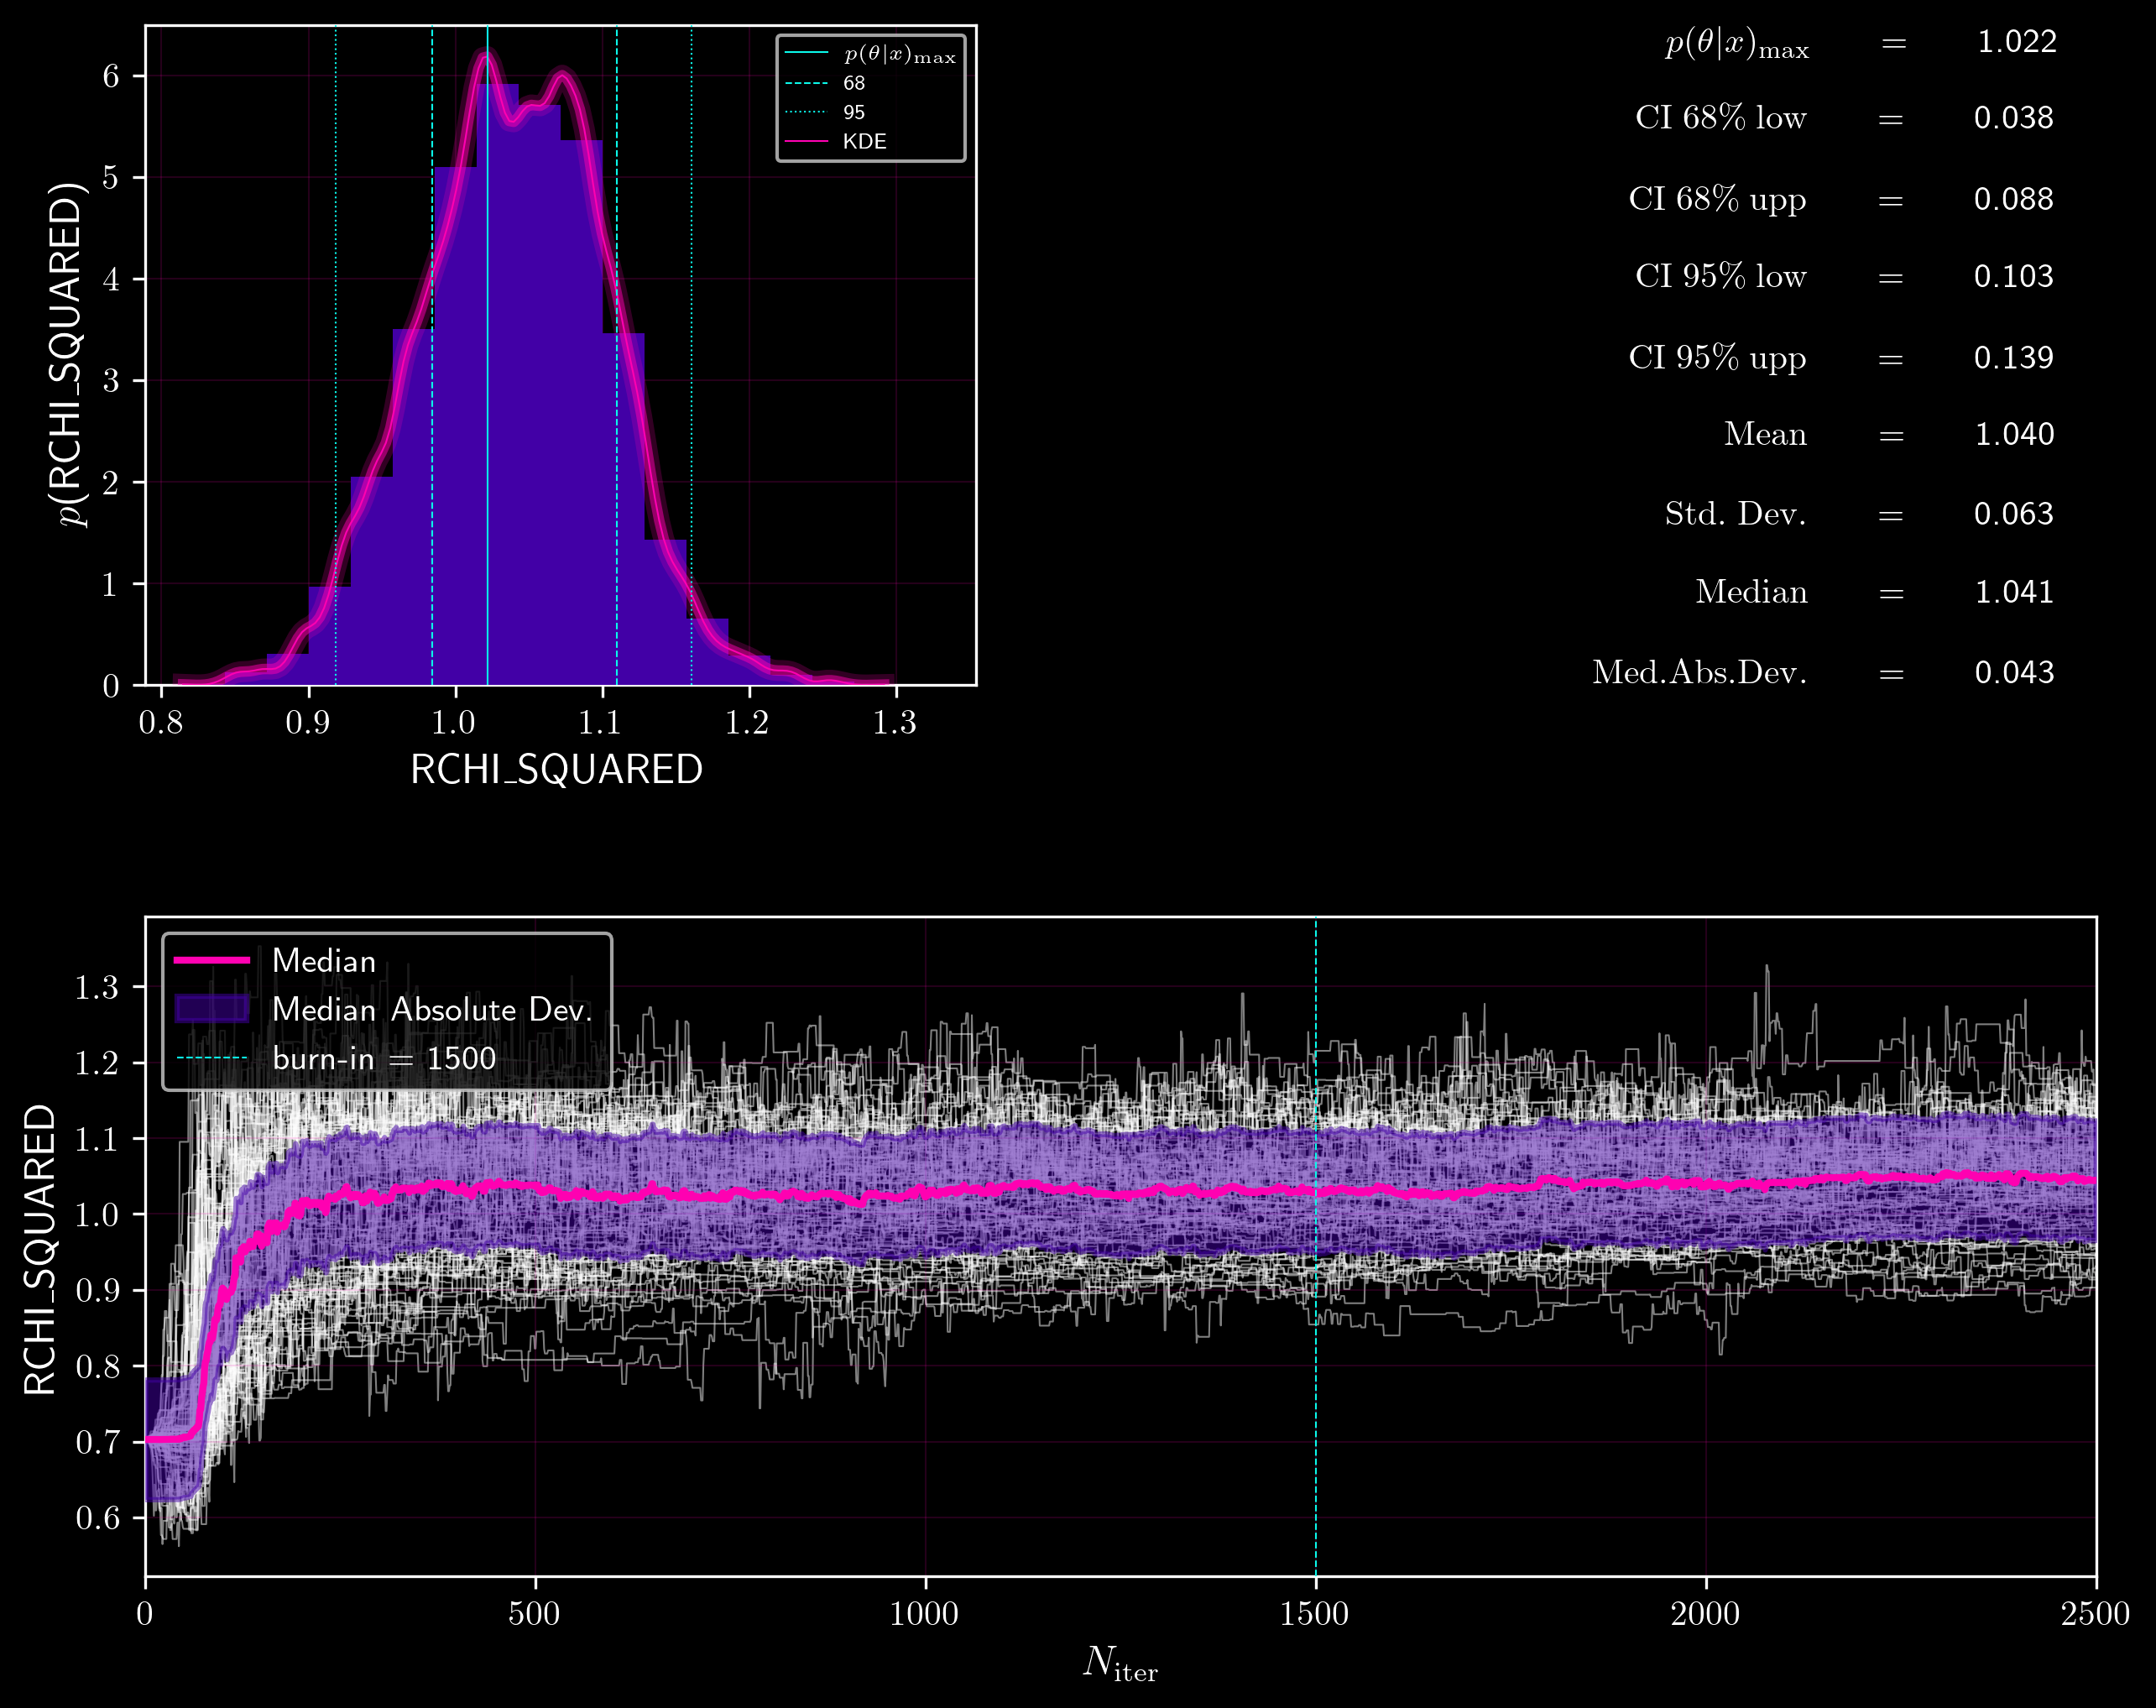 p(θ|x)max
68
95
KDE
6
5
4
3
2
1
0
p(RCHI_SQUARED)
0.8 0.9 1.0 1.1 1.2 1.3
RCHI_SQUARED
p(θ|x)max = 1.022
CI 68% low = 0.038
CI 68% upp = 0.088
CI 95% low = 0.103
CI 95% upp = 0.139
Mean = 1.040
Std. Dev. = 0.063
Median = 1.041
Med.Abs.Dev. = 0.043
Median
Median Absolute Dev.
burn-in = 1500
1.3
1.2
1.1
1.0
0.9
0.8
0.7
0.6
RCHI_SQUARED
0 500 1000 1500 2000 2500
Niter